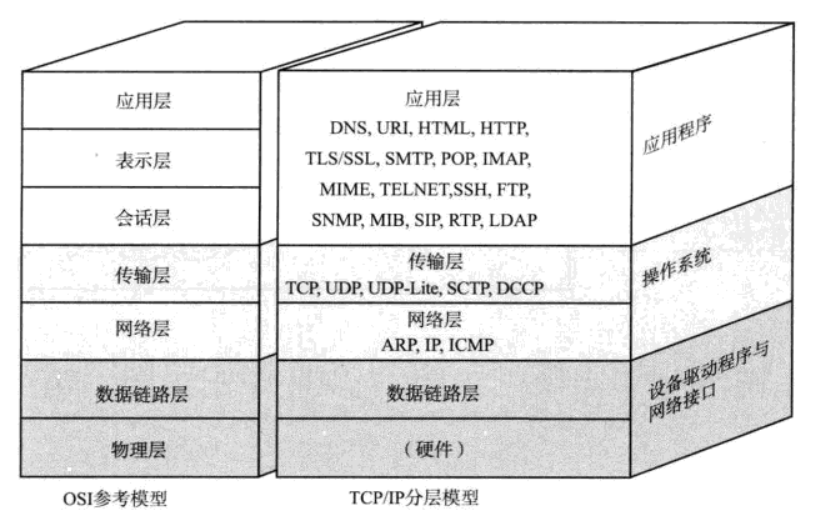 应用层
表示层
会话层
传输层
网络层
数据链路层
物理层
OSI参考模型
应用层
DNS, URI, HTML, HTTP,
TLS/SSL, SMTP, POP, IMAP,
MIME, TELNET,SSH, FTP,
SNMP, MIB, SIP, RTP, LDAP
传输层
TCP, UDP, UDP-Lite, SCTP, DCCP
网络层
ARP, IP, ICMP
数据链路层
（硬件）
TCP/IP分层模型
应用程序
操作系统
设备驱动程序与
网络接口